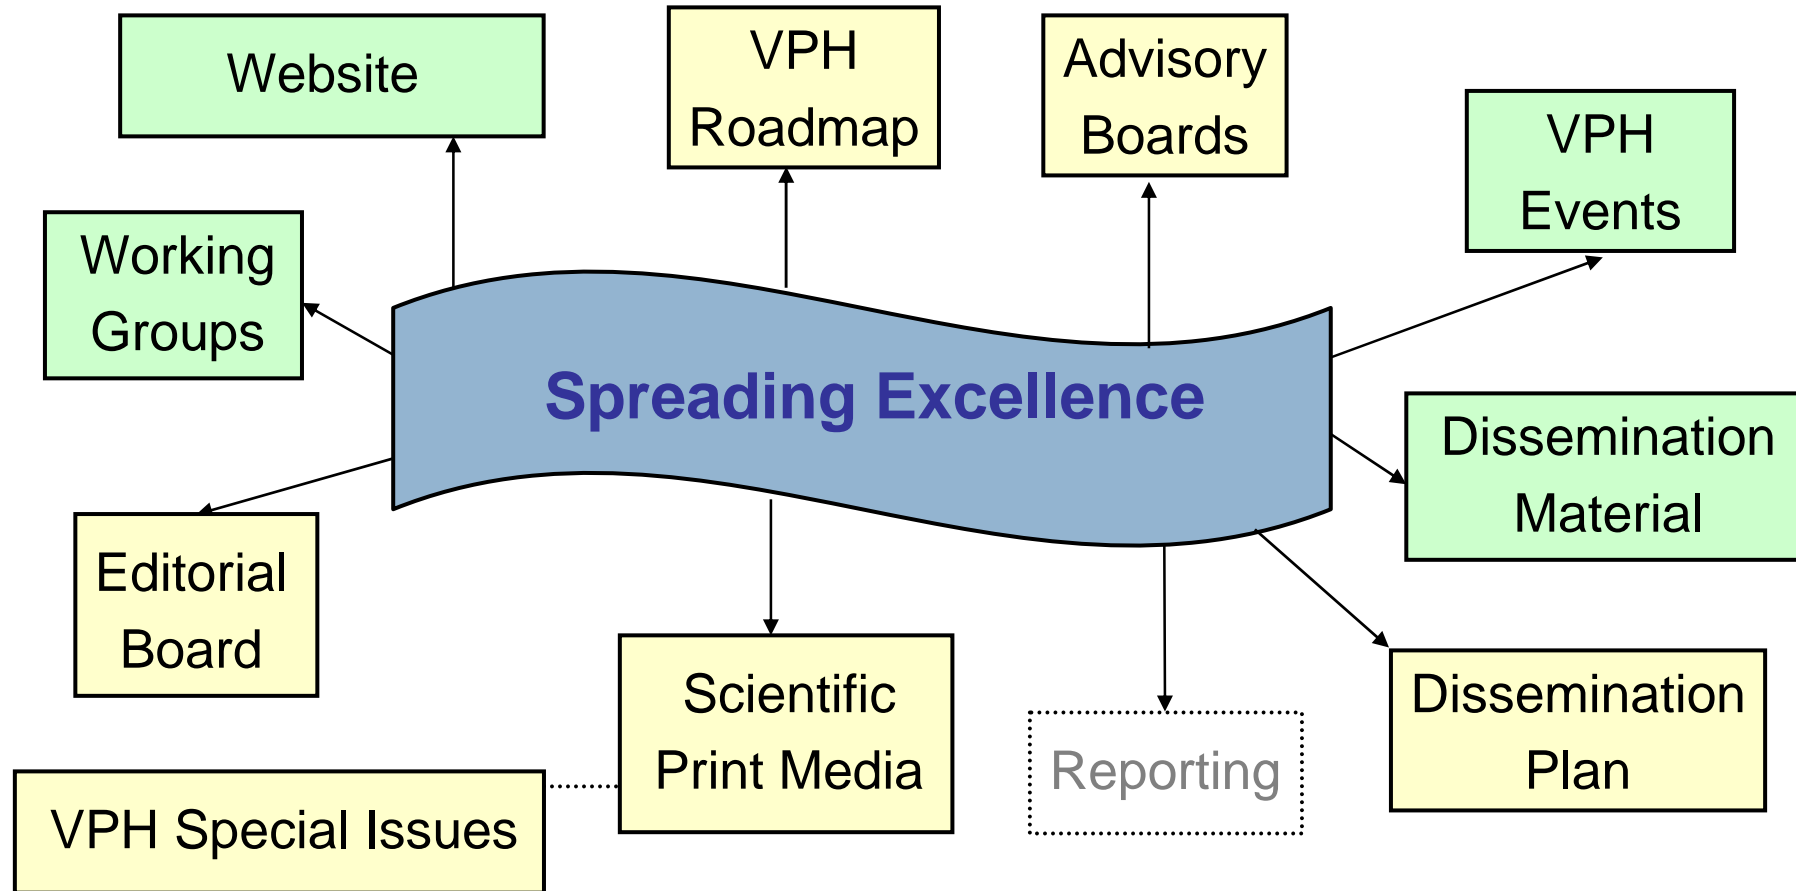 Website
VPH
Roadmap
Advisory
Boards
VPH
Events
Working
Groups
Spreading Excellence
Dissemination
Material
Editorial
Board
Scientific
Print Media
Reporting
Dissemination
Plan
VPH Special Issues